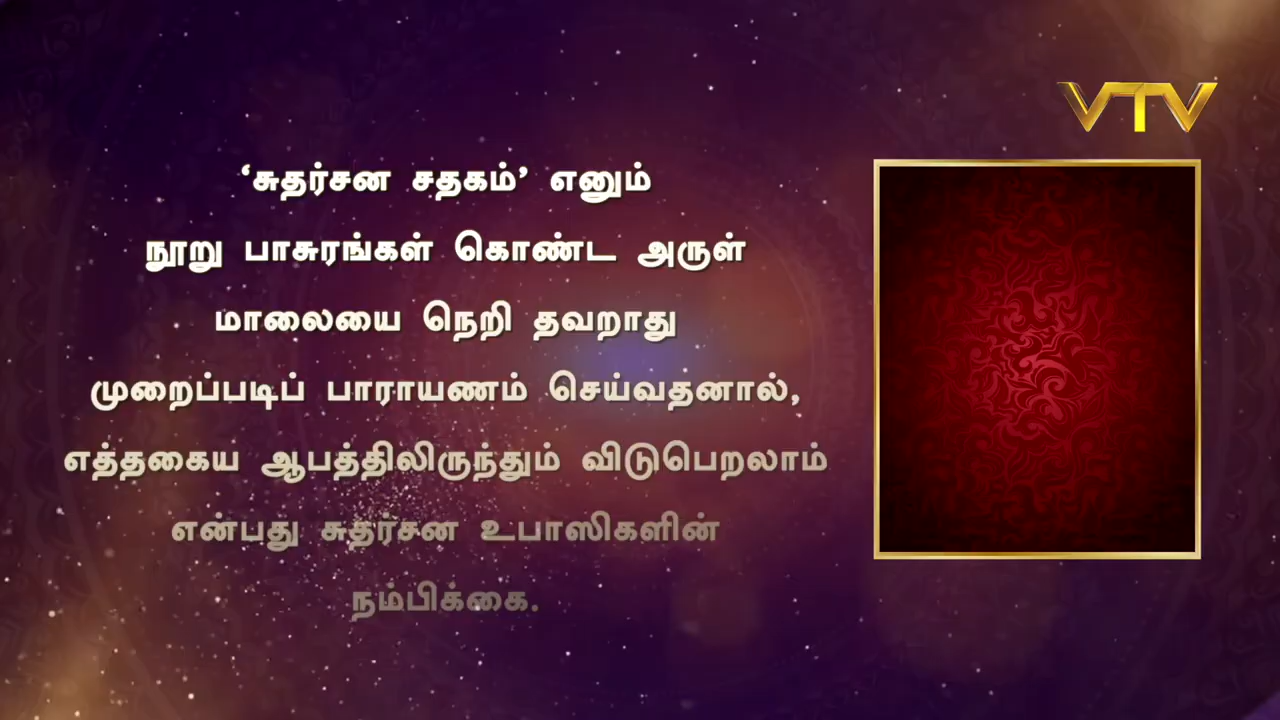 VTV
‘சுதர்சன சதகம்’ எனும்
நூறு பாசுரங்கள் கொண்ட அருள்
மாலையை நெறி தவறாது
முறைப்படிப் பாராயணம் செய்வதனால்,
எத்தகைய ஆபத்திலிருந்தும் விடுபெறலாம்
என்பது சுதர்சன உபாஸிகளின்
நம்பிக்கை.